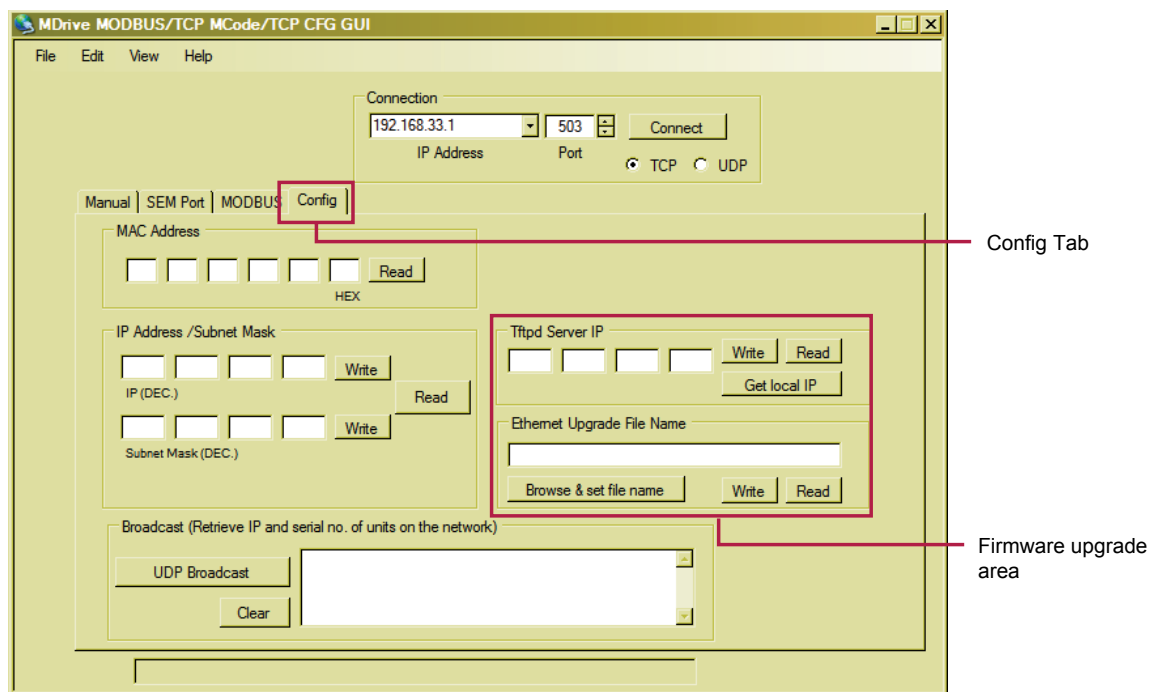 MDrive MODBUS/TCP MCode/TCP CFG GUI
File Edit View Help
Connection
192.168.33.1 503 Connect
IP Address Port
TCP UDP
Manual SEM Port MODBUS Config
Config Tab
MAC Address
Read
HEX
IP Address /Subnet Mask
Write
IP (DEC.)
Read
Write
Subnet Mask (DEC.)
Tftpd Server IP
Write Read
Get local IP
Ethernet Upgrade File Name
Browse & set file name Write Read
Firmware upgrade
area
Broadcast (Retrieve IP and serial no. of units on the network)
UDP Broadcast
Clear